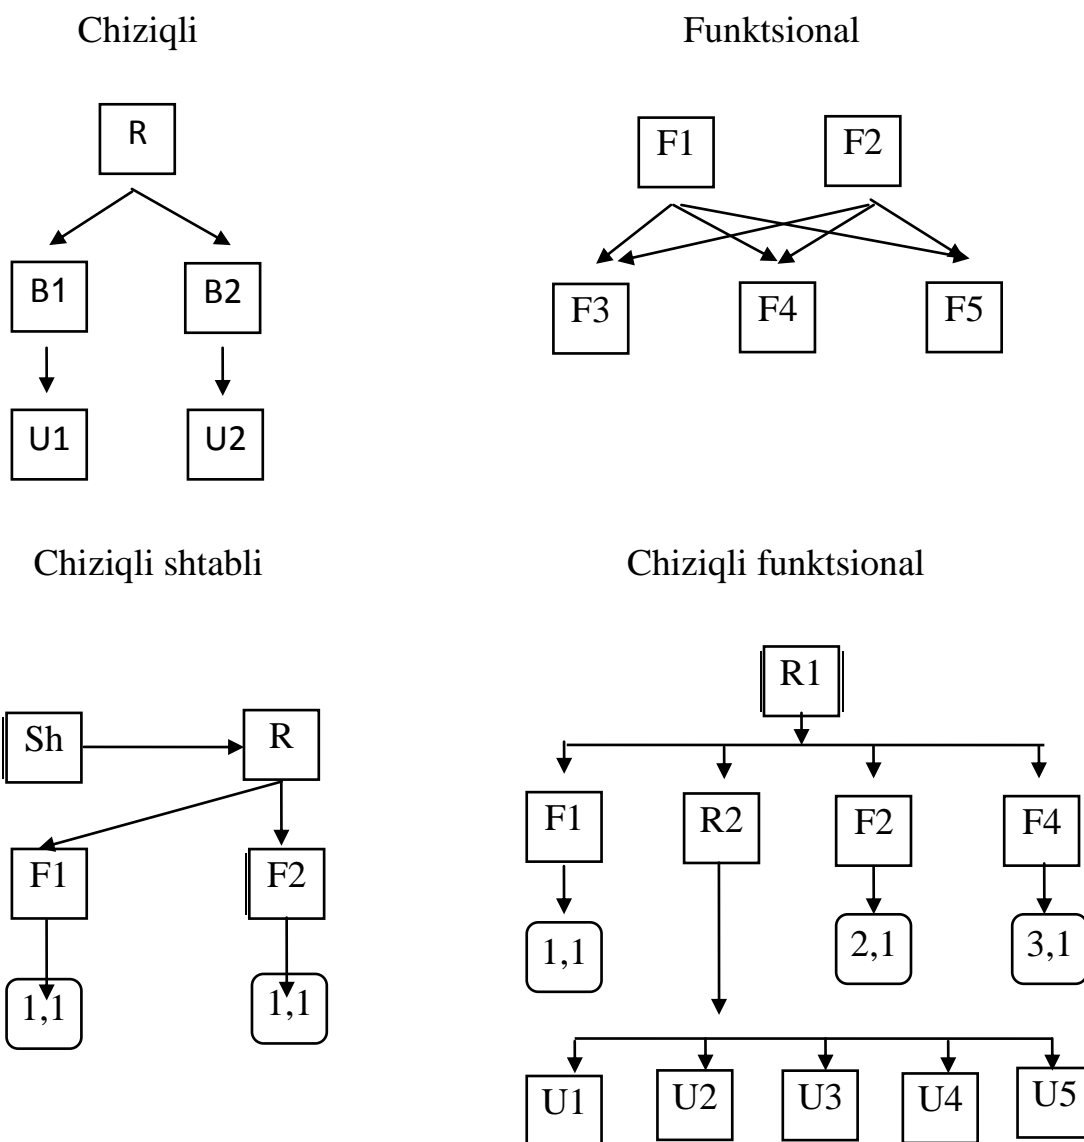 Chiziqli
Funktsional
R
B1
B2
U1
U2
F1
F2
F3
F4
F5
Chiziqli shtabli
Chiziqli funktsional
Sh
R
F1
F2
1,1
1,1
R1
F1
R2
F2
F4
1,1
2,1
3,1
U1
U2
U3
U4
U5